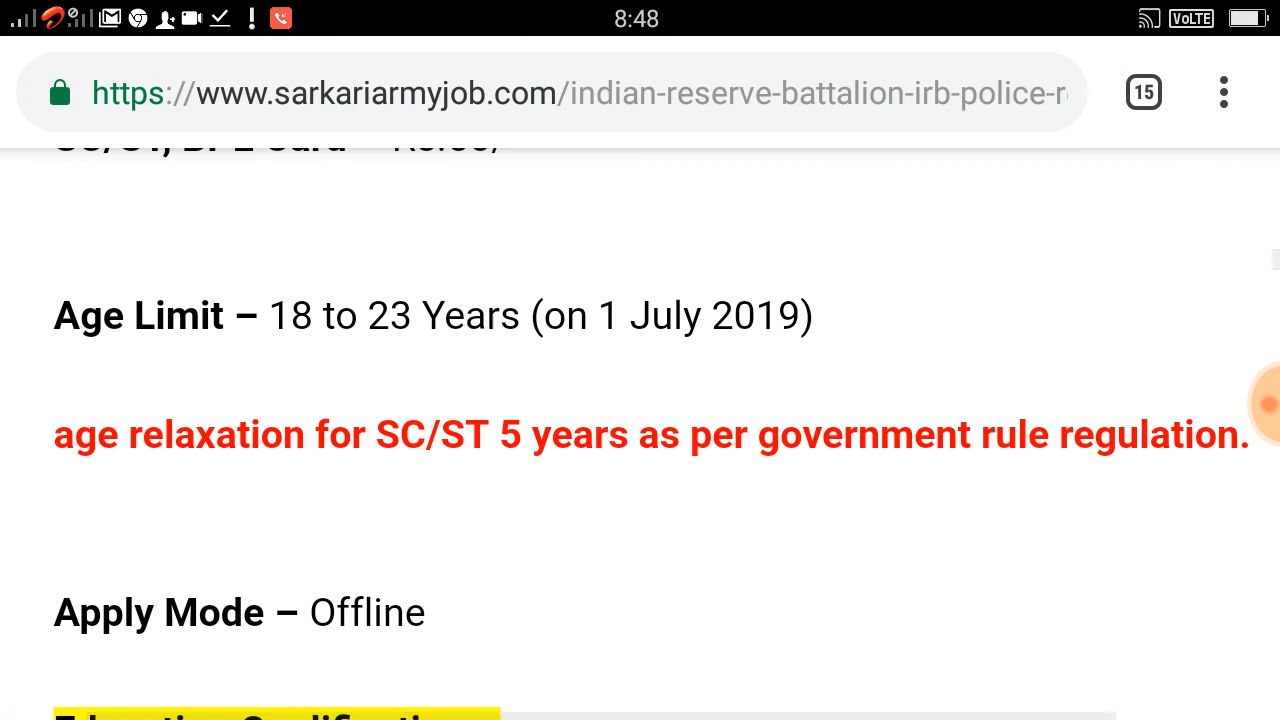 8:48
VoLTE
https://www.sarkariarmyjob.com/indian-reserve-battalion-irb-police-r
15
Age Limit – 18 to 23 Years (on 1 July 2019)
age relaxation for SC/ST 5 years as per government rule regulation.
Apply Mode – Offline